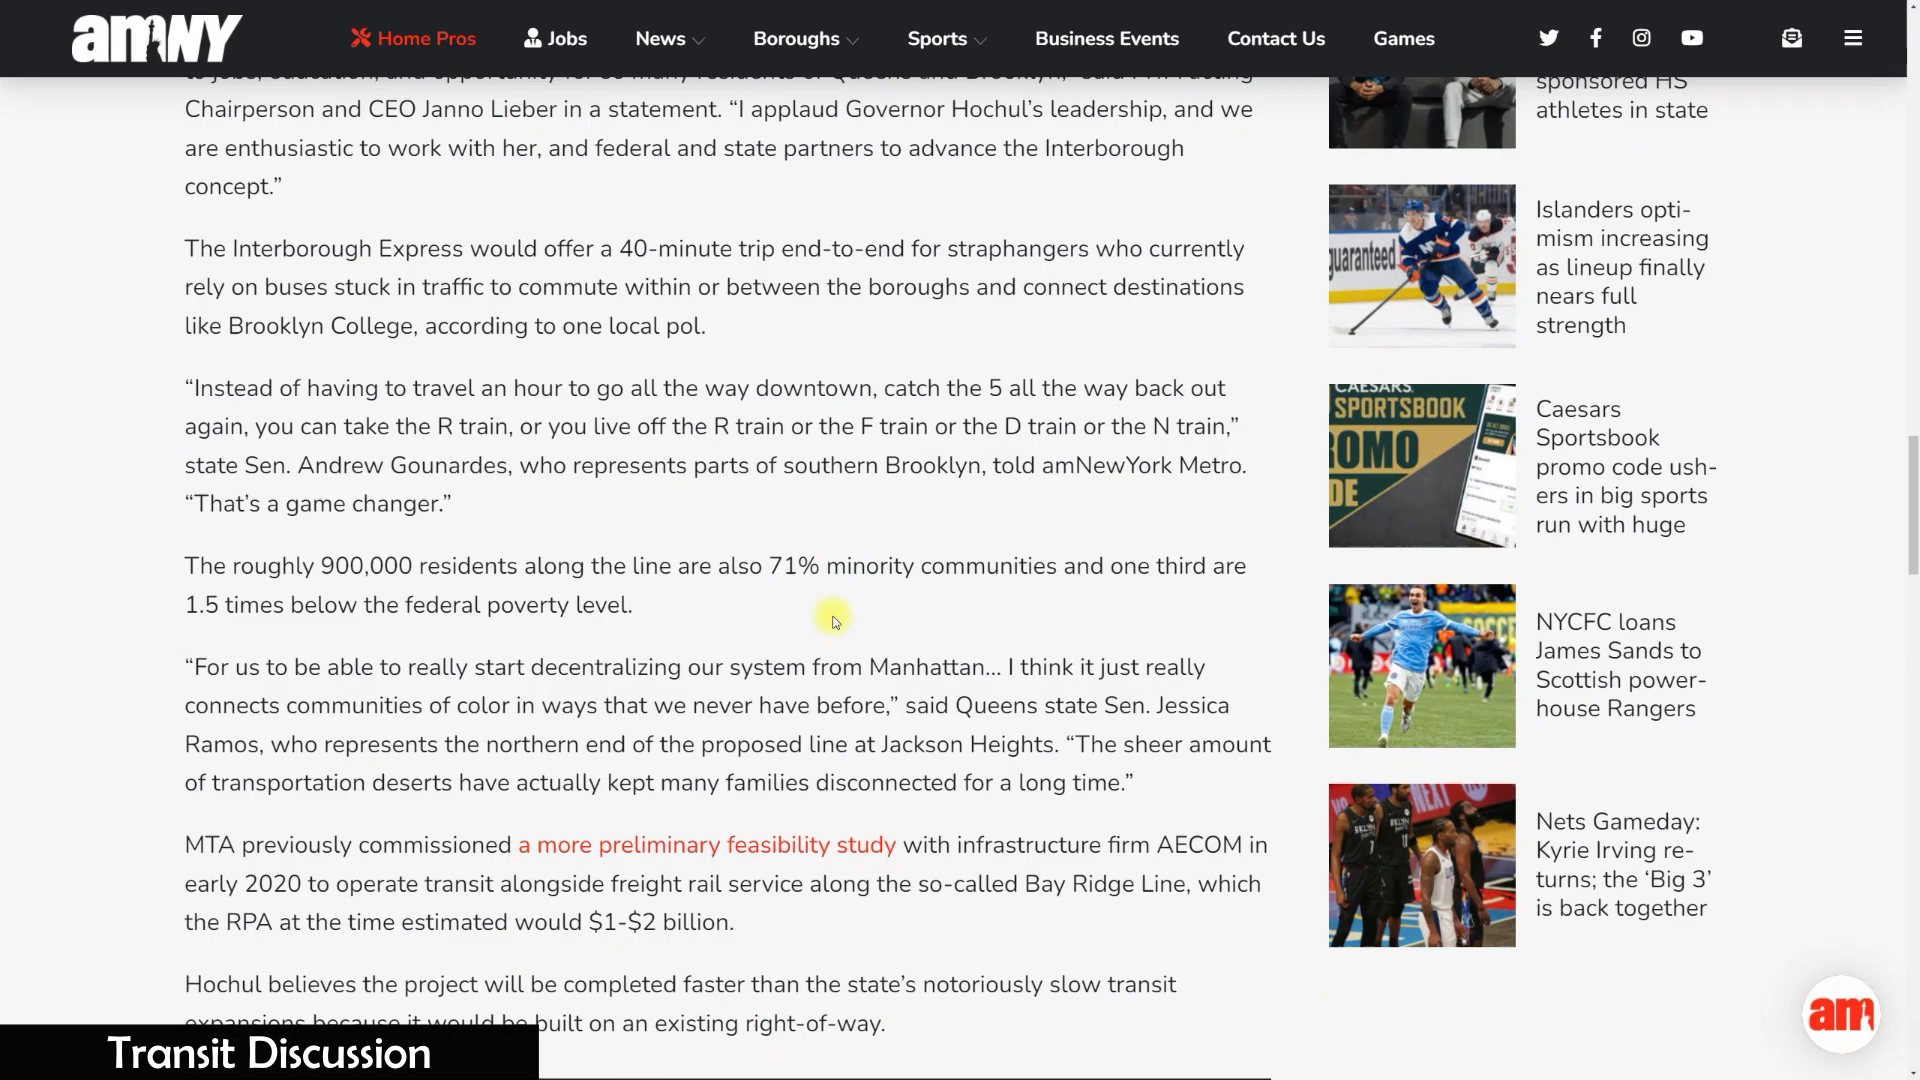 amNY
Home Pros
Jobs
News
Boroughs
Sports
Business Events
Contact Us
Games
Chairperson and CEO Janno Lieber in a statement. “I applaud Governor Hochul’s leadership, and we
are enthusiastic to work with her, and federal and state partners to advance the Interborough
concept.”
The Interborough Express would offer a 40-minute trip end-to-end for straphangers who currently
rely on buses stuck in traffic to commute within or between the boroughs and connect destinations
like Brooklyn College, according to one local pol.
“Instead of having to travel an hour to go all the way downtown, catch the 5 all the way back out
again, you can take the R train, or you live off the R train or the F train or the D train or the N train,”
state Sen. Andrew Gounardes, who represents parts of southern Brooklyn, told amNewYork Metro.
“That’s a game changer.”
The roughly 900,000 residents along the line are also 71% minority communities and one third are
1.5 times below the federal poverty level.
“For us to be able to really start decentralizing our system from Manhattan… I think it just really
connects communities of color in ways that we never have before,” said Queens state Sen. Jessica
Ramos, who represents the northern end of the proposed line at Jackson Heights. “The sheer amount
of transportation deserts have actually kept many families disconnected for a long time.”
MTA previously commissioned a more preliminary feasibility study with infrastructure firm AECOM in
early 2020 to operate transit alongside freight rail service along the so-called Bay Ridge Line, which
the RPA at the time estimated would $1-$2 billion.
Hochul believes the project will be completed faster than the state’s notoriously slow transit
expansions because it would be built on an existing right-of-way.
sponsored HS
athletes in state
guaranteed
Islanders opti-
mism increasing
as lineup finally
nears full
strength
CAESARS
SPORTSBOOK
ROMO
DE
Caesars
Sportsbook
promo code ush-
ers in big sports
run with huge
NYCFC loans
James Sands to
Scottish power-
house Rangers
Nets Gameday:
Kyrie Irving re-
turns; the ‘Big 3’
is back together
am
Transit Discussion